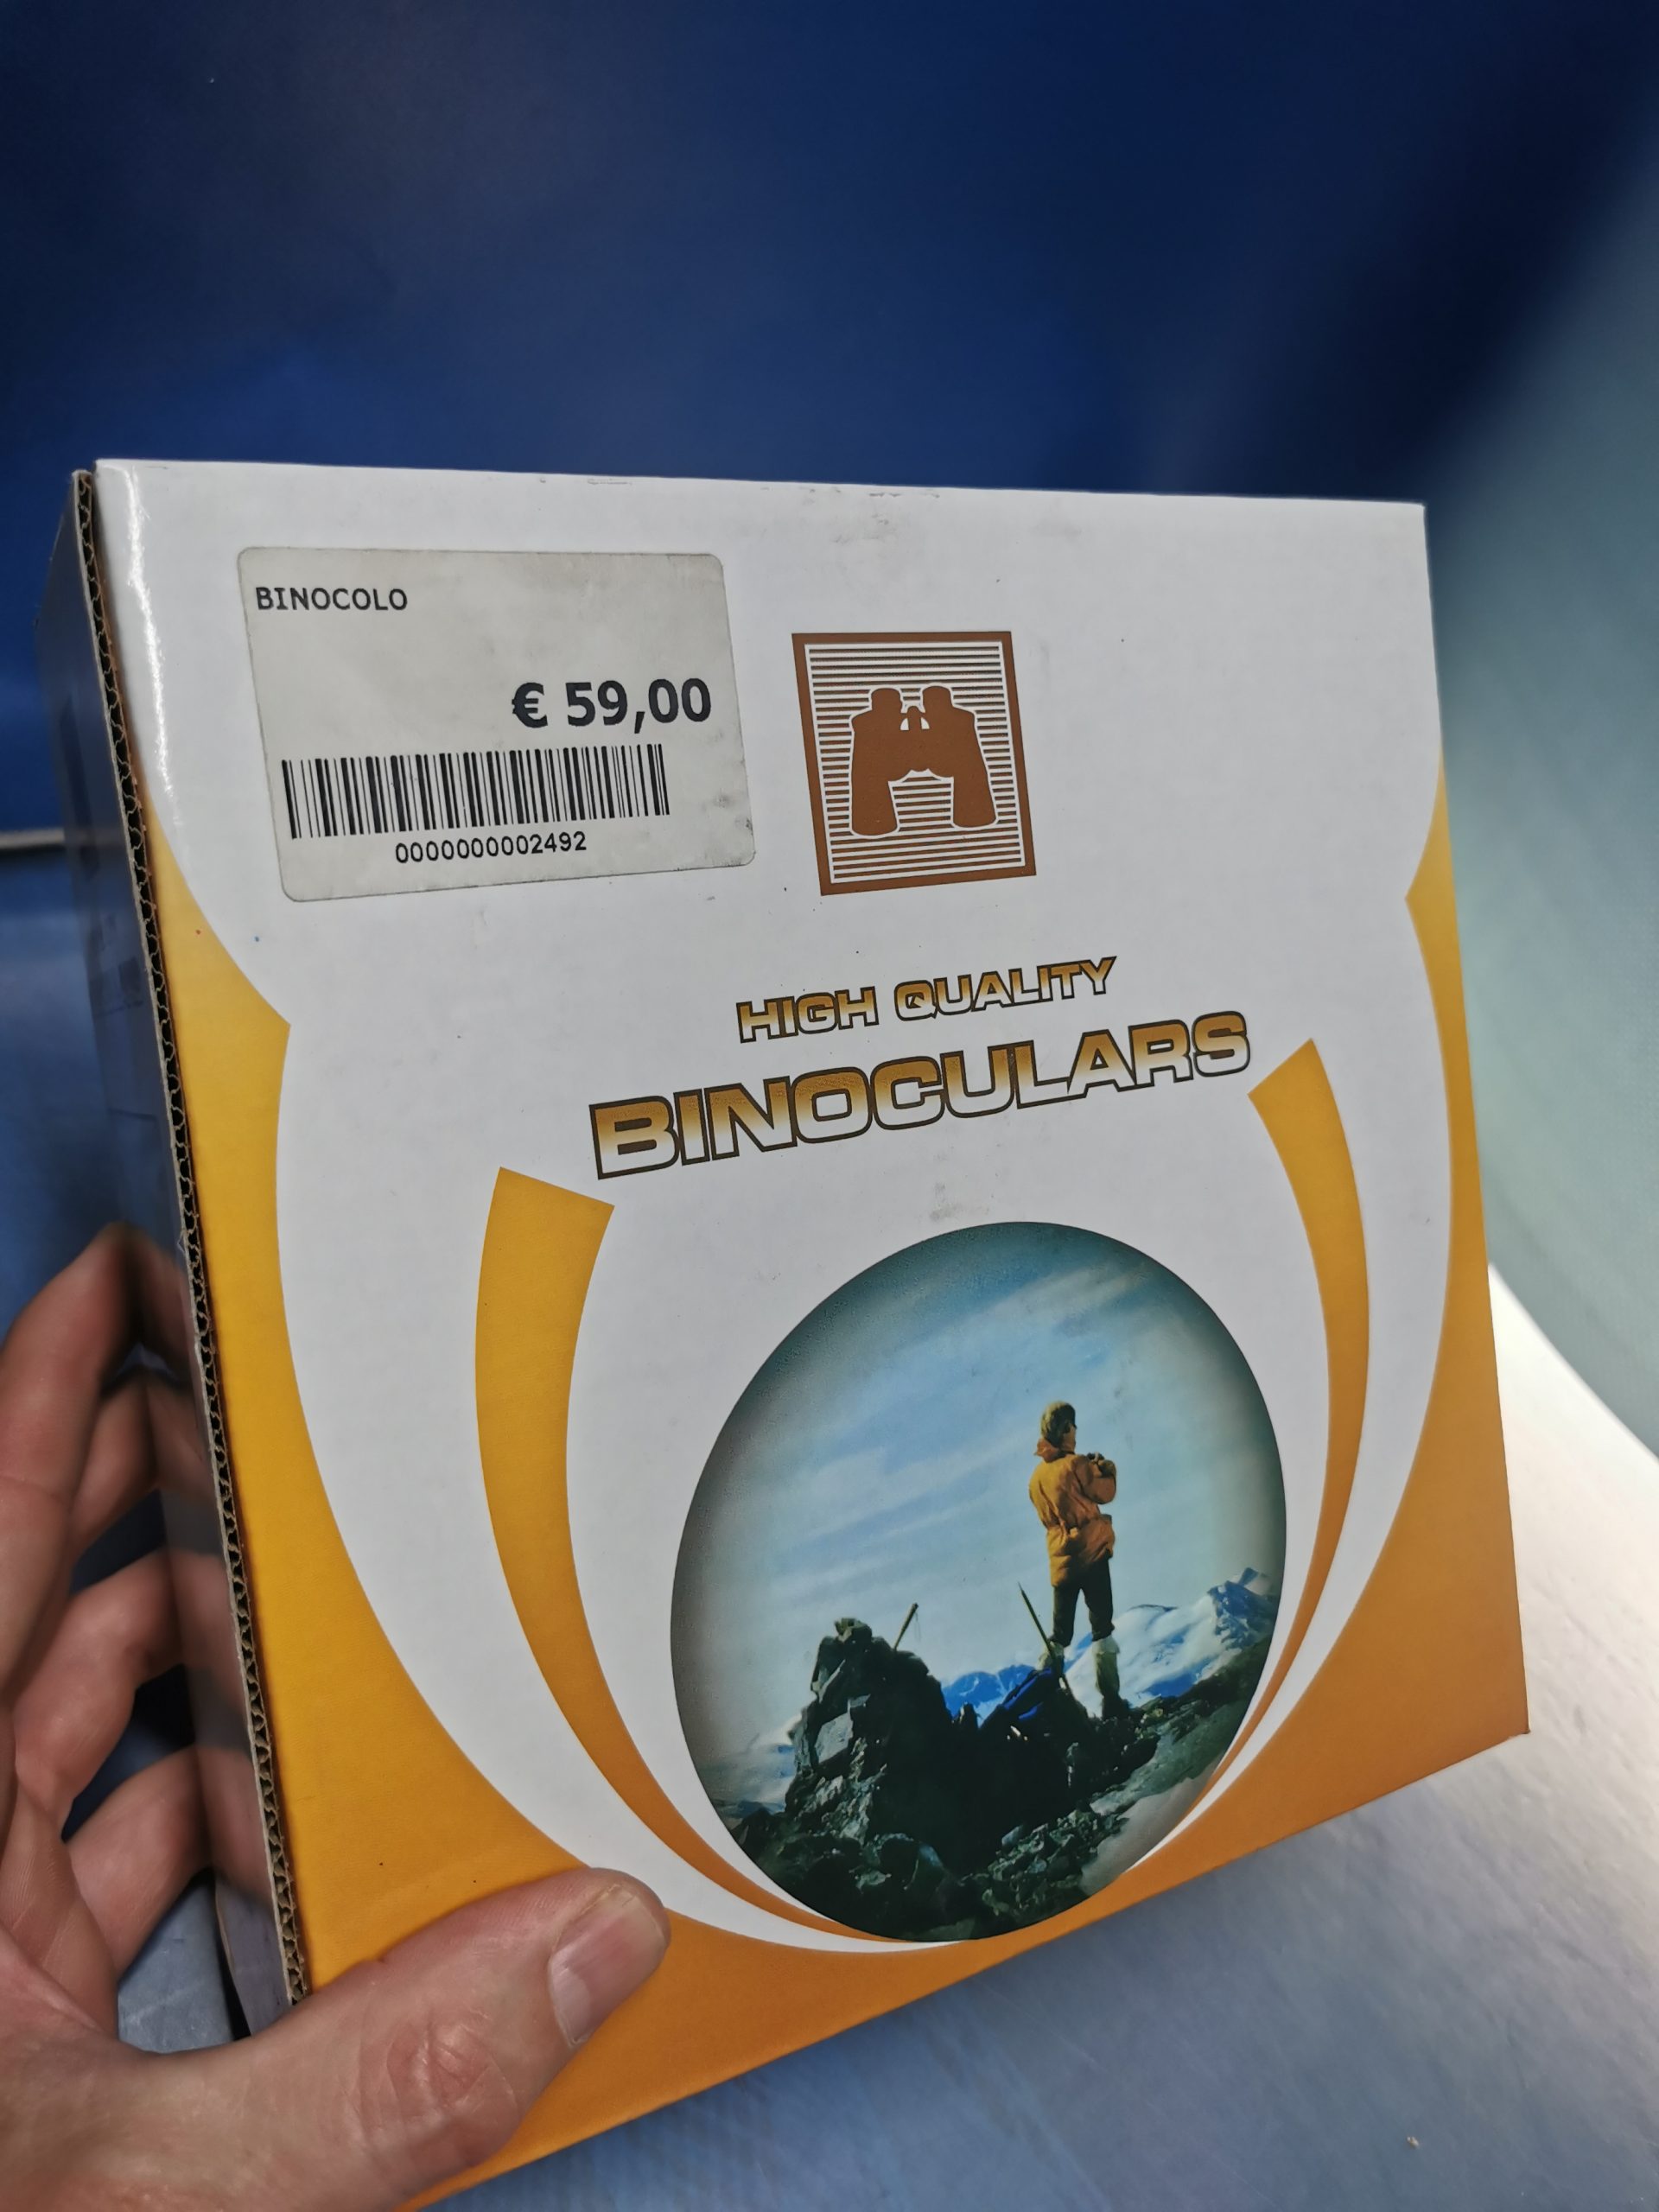 BINOCOLO
€ 59,00
0000000002492
HIGH QUALITY
BINOCULARS